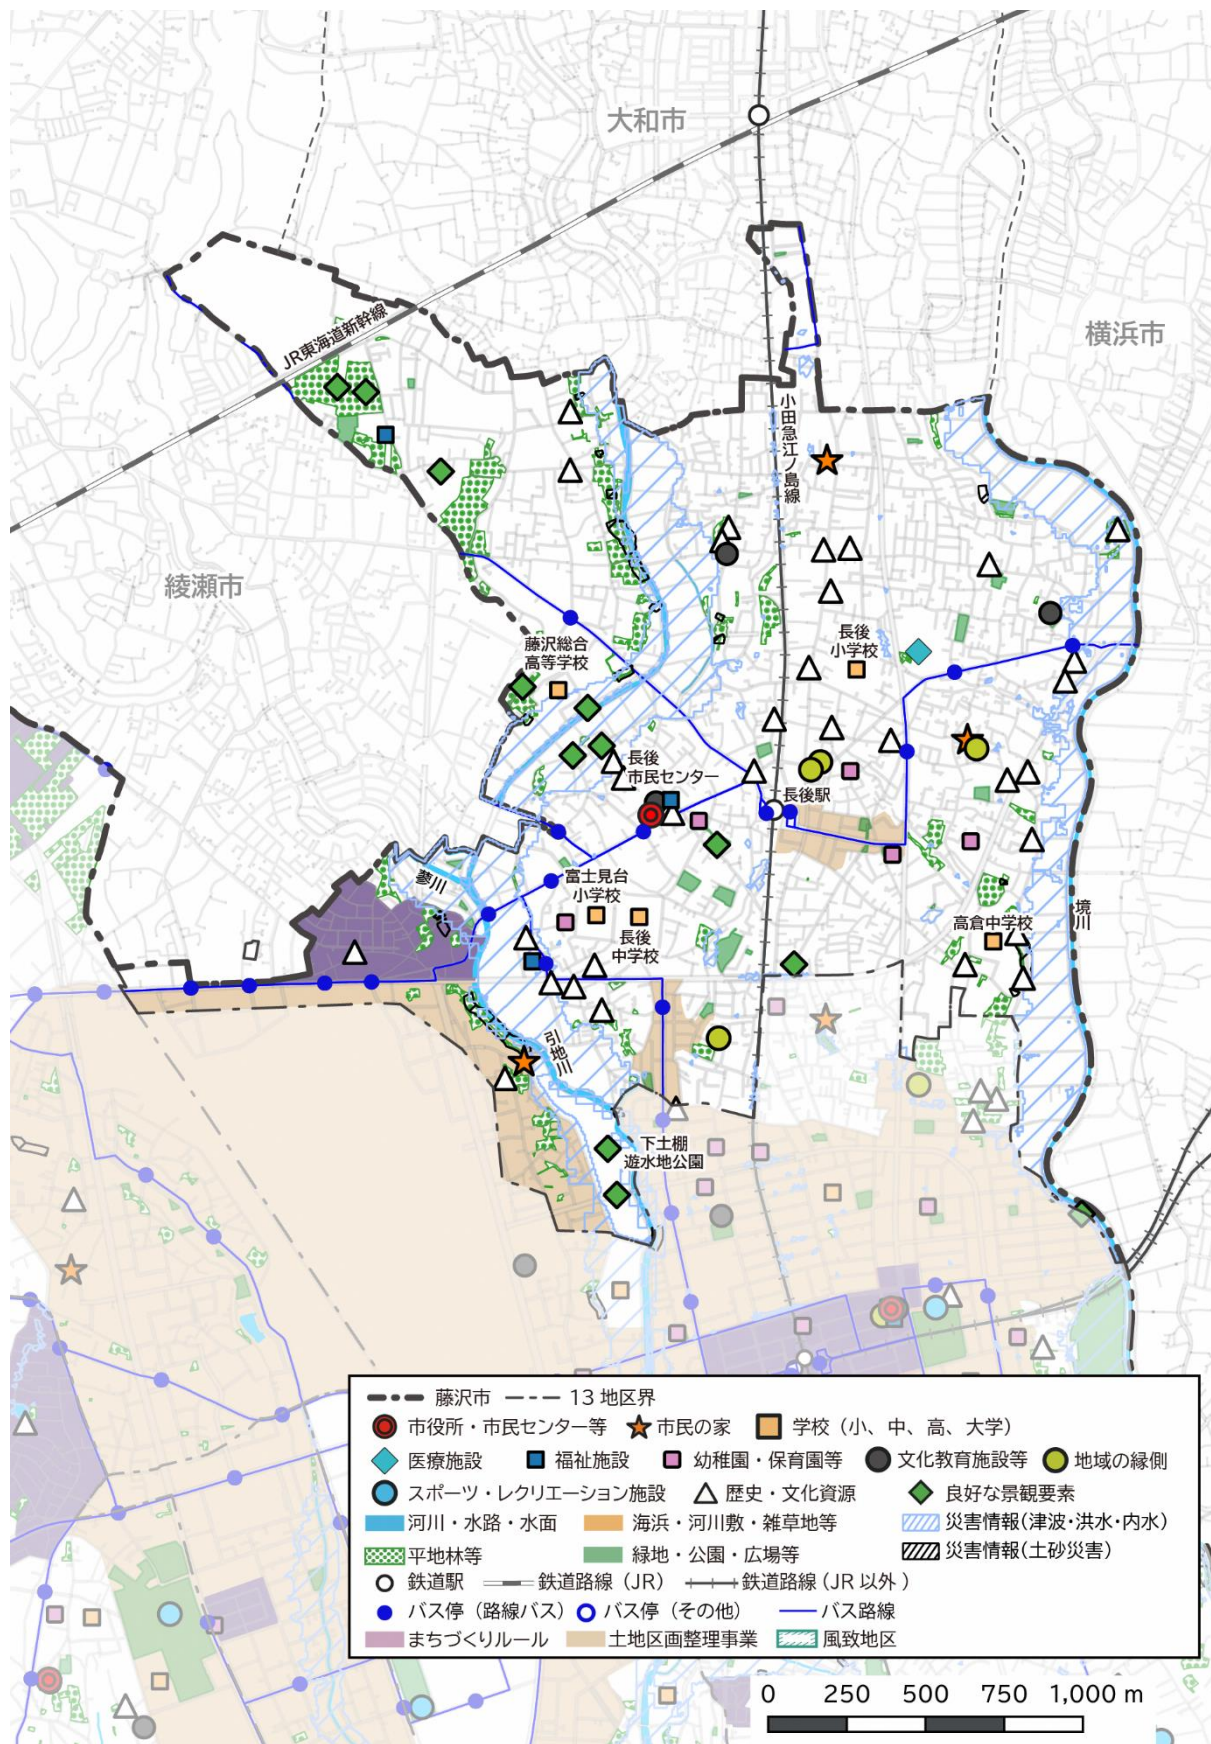 大和市
横浜市
JR東海道新幹線
小田急江ノ島線
綾瀬市
藤沢総合
高等学校
長後
小学校
長後
市民センター
長後駅
蓼川
富士見台
小学校
長後
中学校
高倉中学校
境川
引地川
下土棚
遊水地公園
藤沢市
13地区界
市役所・市民センター等
市民の家
学校（小、中、高、大学）
医療施設
福祉施設
幼稚園・保育園等
文化教育施設等
地域の縁側
スポーツ・レクリエーション施設
歴史・文化資源
良好な景観要素
河川・水路・水面
海浜・河川敷・雑草地等
災害情報(津波・洪水・内水)
平地林等
緑地・公園・広場等
災害情報(土砂災害)
鉄道駅
鉄道路線（JR）
鉄道路線（JR以外）
バス停（路線バス）
バス停（その他）
バス路線
まちづくりルール
土地区画整理事業
風致地区
0 250 500 750 1,000 m